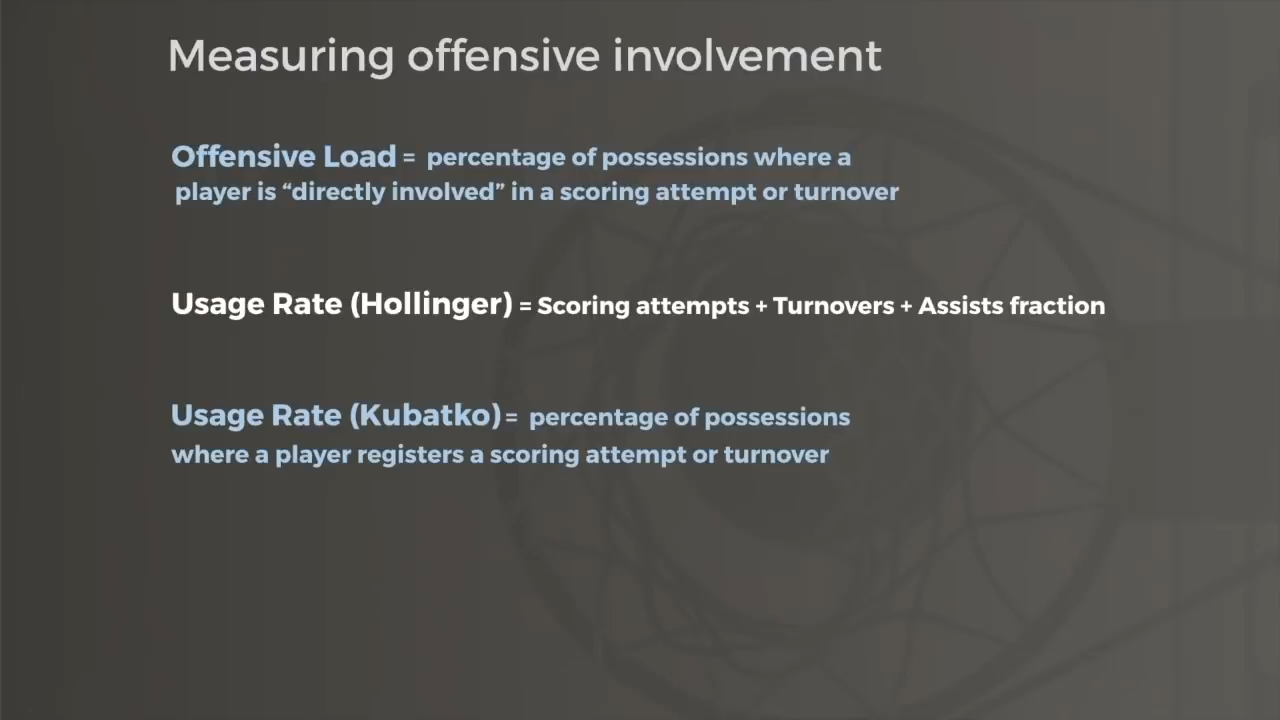 Measuring offensive involvement
Offensive Load = percentage of possessions where a
player is “directly involved” in a scoring attempt or turnover
Usage Rate (Hollinger) = Scoring attempts + Turnovers + Assists fraction
Usage Rate (Kubatko) = percentage of possessions
where a player registers a scoring attempt or turnover